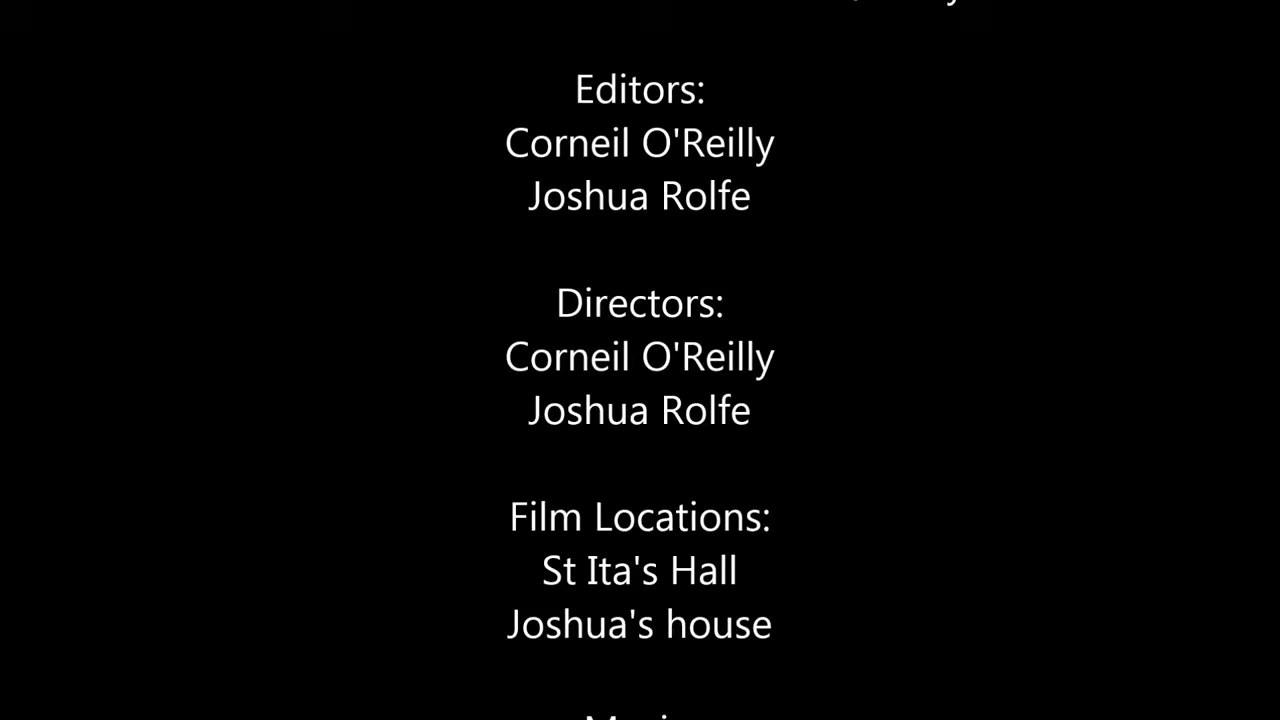 Editors:
Corneil O'Reilly
Joshua Rolfe
Directors:
Corneil O'Reilly
Joshua Rolfe
Film Locations:
St Ita's Hall
Joshua's house